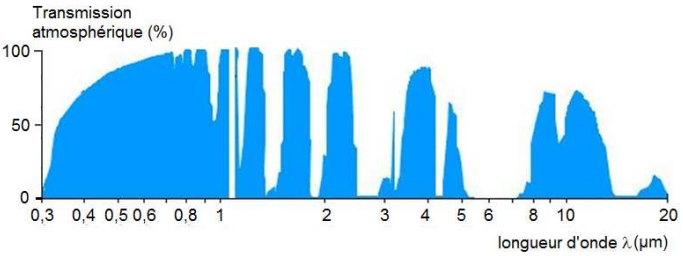 Transmission
atmosphérique (%)
100
50
0
0,3 0,4 0,5 0,6 0,8 1 2 3 4 5 6 8 10 20
longueur d'onde λ(µm)